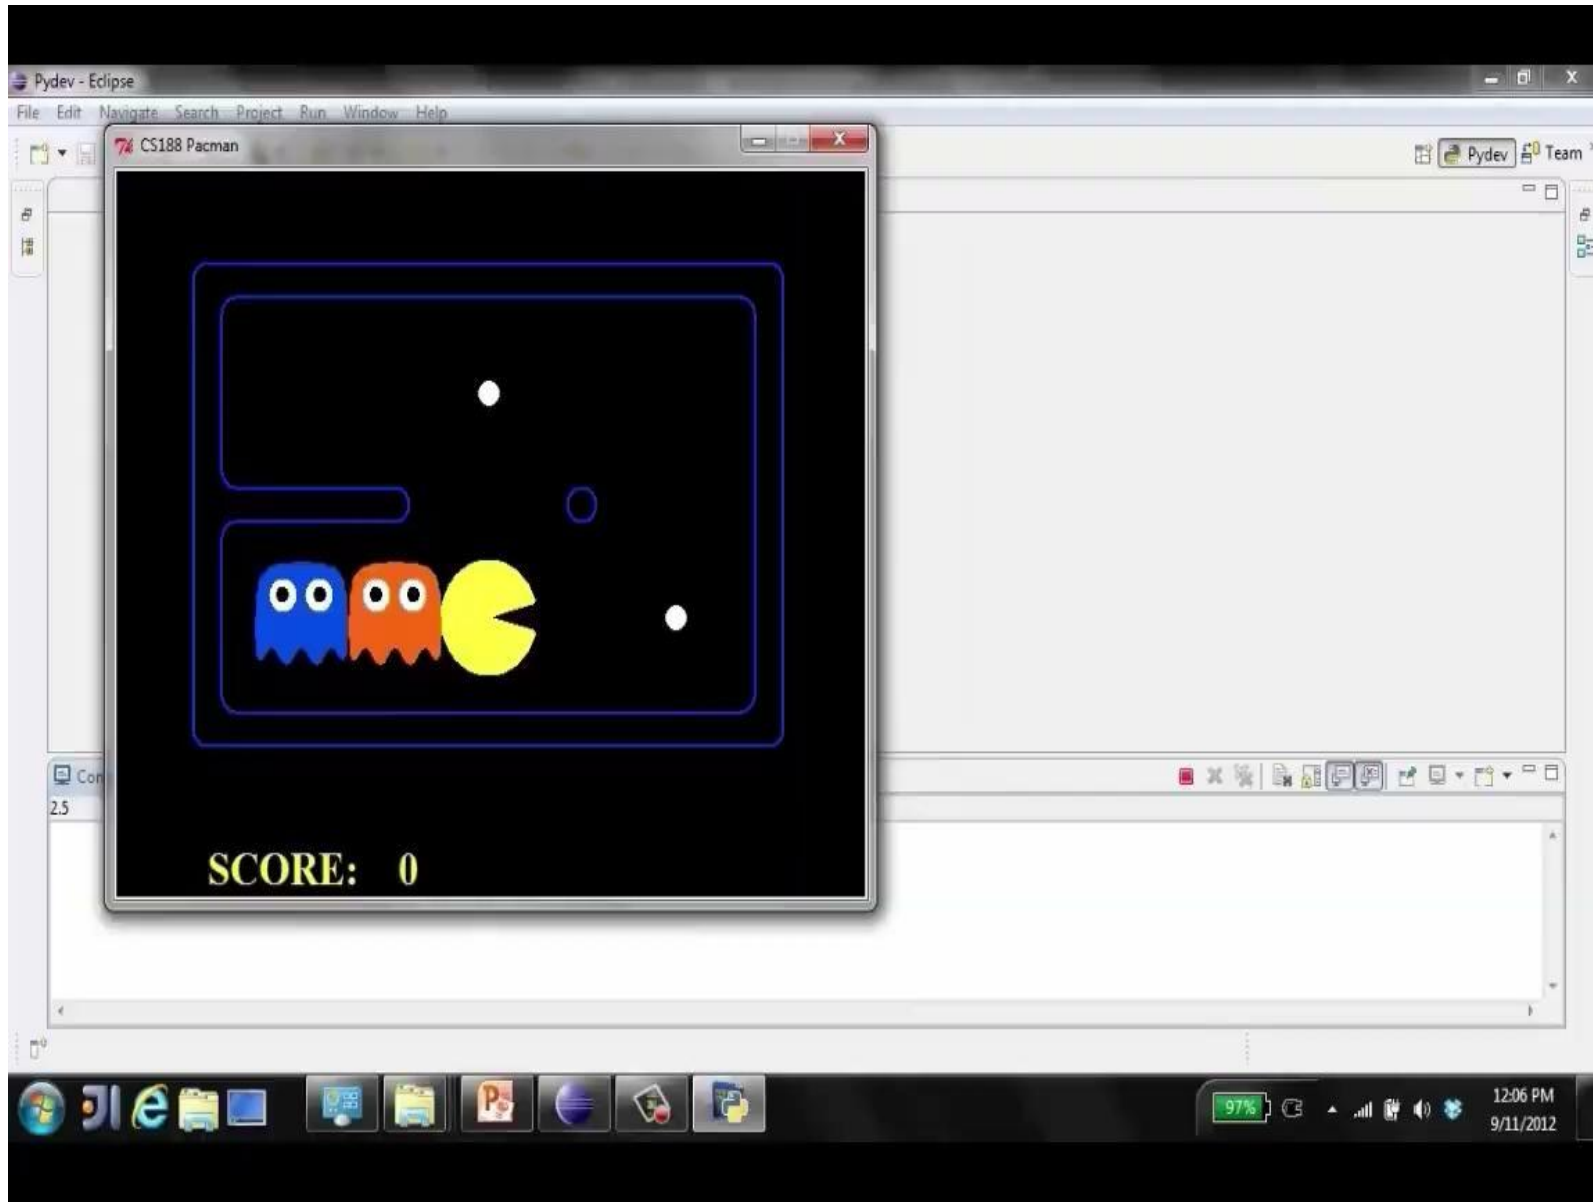 Pydev - Eclipse
File Edit Navigate Search Project Run Window Help
CS188 Pacman
Pydev Team
Con
2.5
SCORE: 0
97%
12:06 PM
9/11/2012